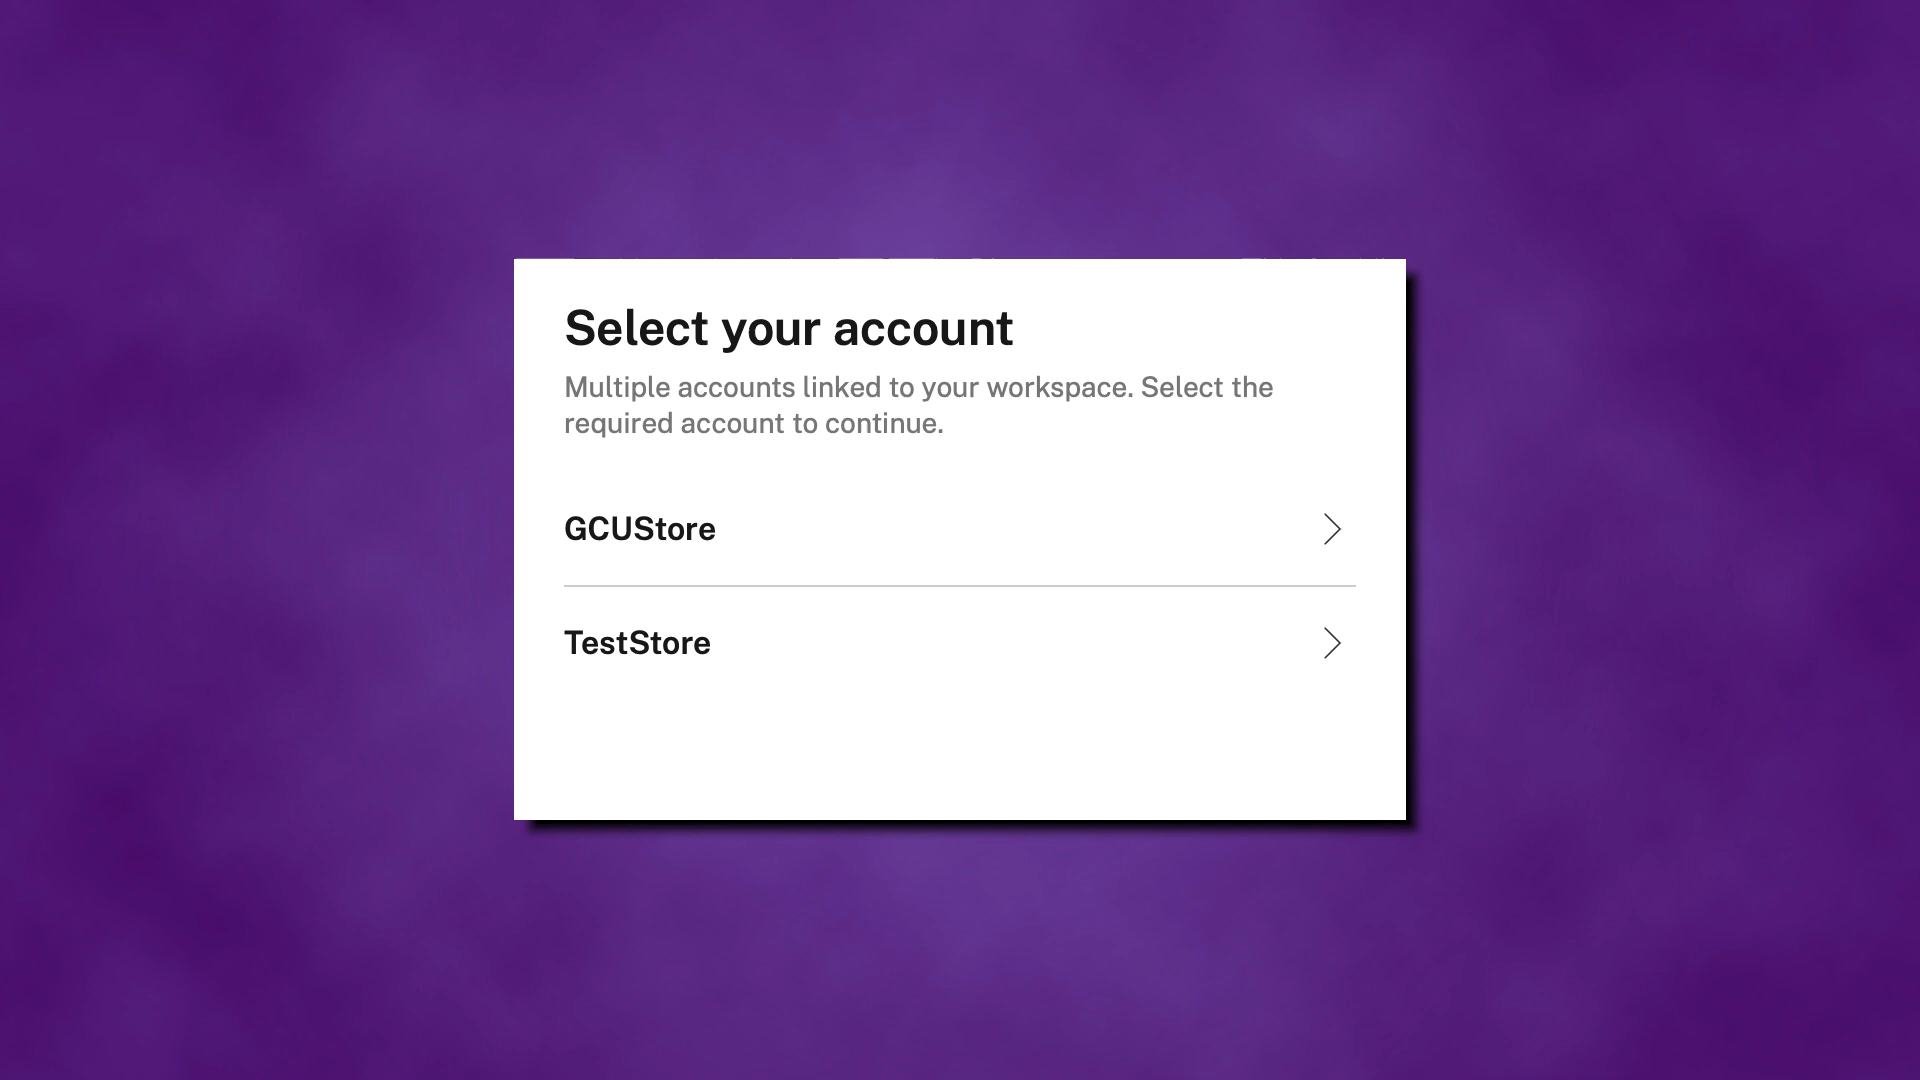 Select your account
Multiple accounts linked to your workspace. Select the
required account to continue.
GCUStore
TestStore